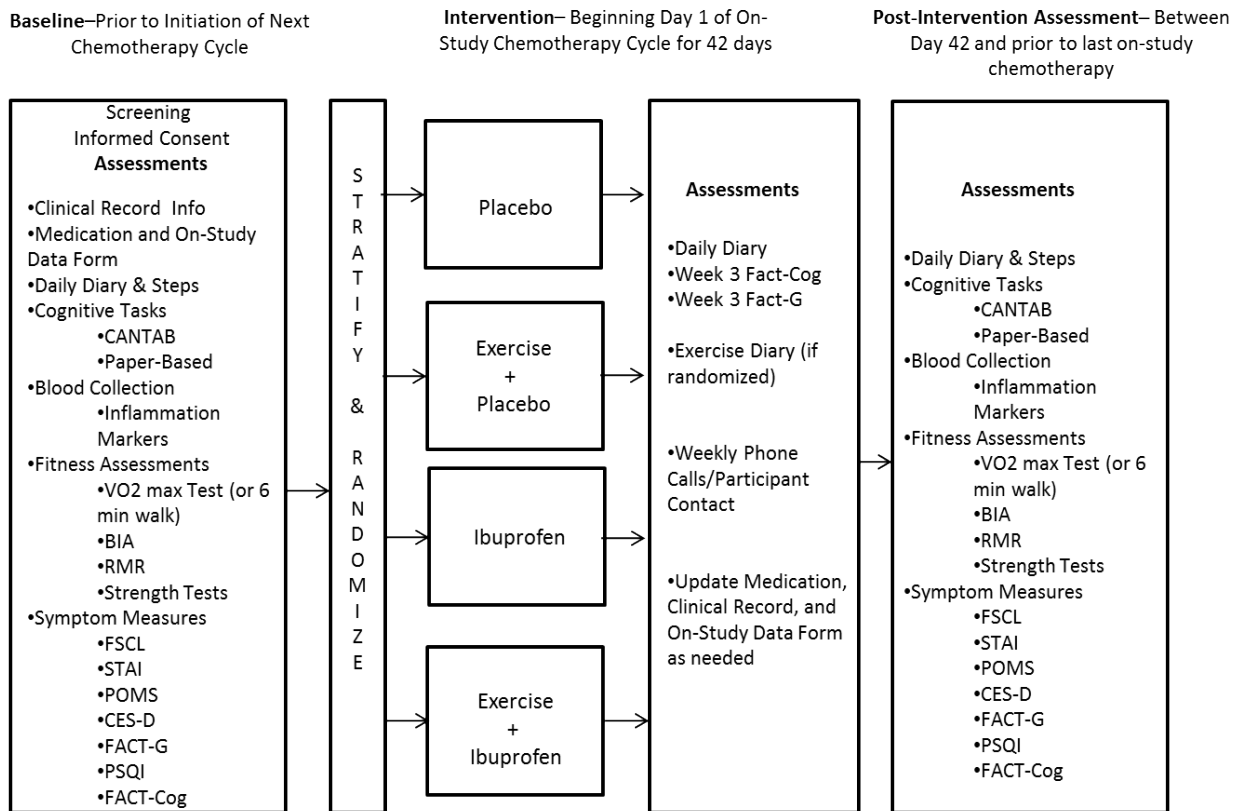 Baseline–Prior to Initiation of Next
Chemotherapy Cycle
Intervention– Beginning Day 1 of On-
Study Chemotherapy Cycle for 42 days
Post-Intervention Assessment– Between
Day 42 and prior to last on-study
chemotherapy
Screening
Informed Consent
Assessments
•Clinical Record Info
•Medication and On-Study
Data Form
•Daily Diary & Steps
•Cognitive Tasks
•CANTAB
•Paper-Based
•Blood Collection
•Inflammation
Markers
•Fitness Assessments
•VO2 max Test (or 6
min walk)
•BIA
•RMR
•Strength Tests
•Symptom Measures
•FSCL
•STAI
•POMS
•CES-D
•FACT-G
•PSQI
•FACT-Cog
S
T
R
A
T
I
F
Y
&
R
A
N
D
O
M
I
Z
E
Placebo
Exercise
+
Placebo
Ibuprofen
Exercise
+
Ibuprofen
Assessments
•Daily Diary
•Week 3 Fact-Cog
•Week 3 Fact-G
•Exercise Diary (if
randomized)
•Weekly Phone
Calls/Participant
Contact
•Update Medication,
Clinical Record, and
On-Study Data Form
as needed
Assessments
•Daily Diary & Steps
•Cognitive Tasks
•CANTAB
•Paper-Based
•Blood Collection
•Inflammation
Markers
•Fitness Assessments
•VO2 max Test (or 6
min walk)
•BIA
•RMR
•Strength Tests
•Symptom Measures
•FSCL
•STAI
•POMS
•CES-D
•FACT-G
•PSQI
•FACT-Cog